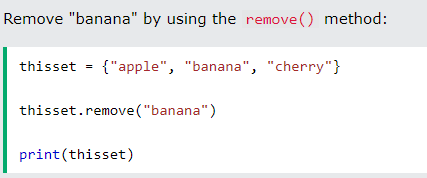 Remove "banana" by using the remove() method:
thisset = {"apple", "banana", "cherry"}
thisset.remove("banana")
print(thisset)